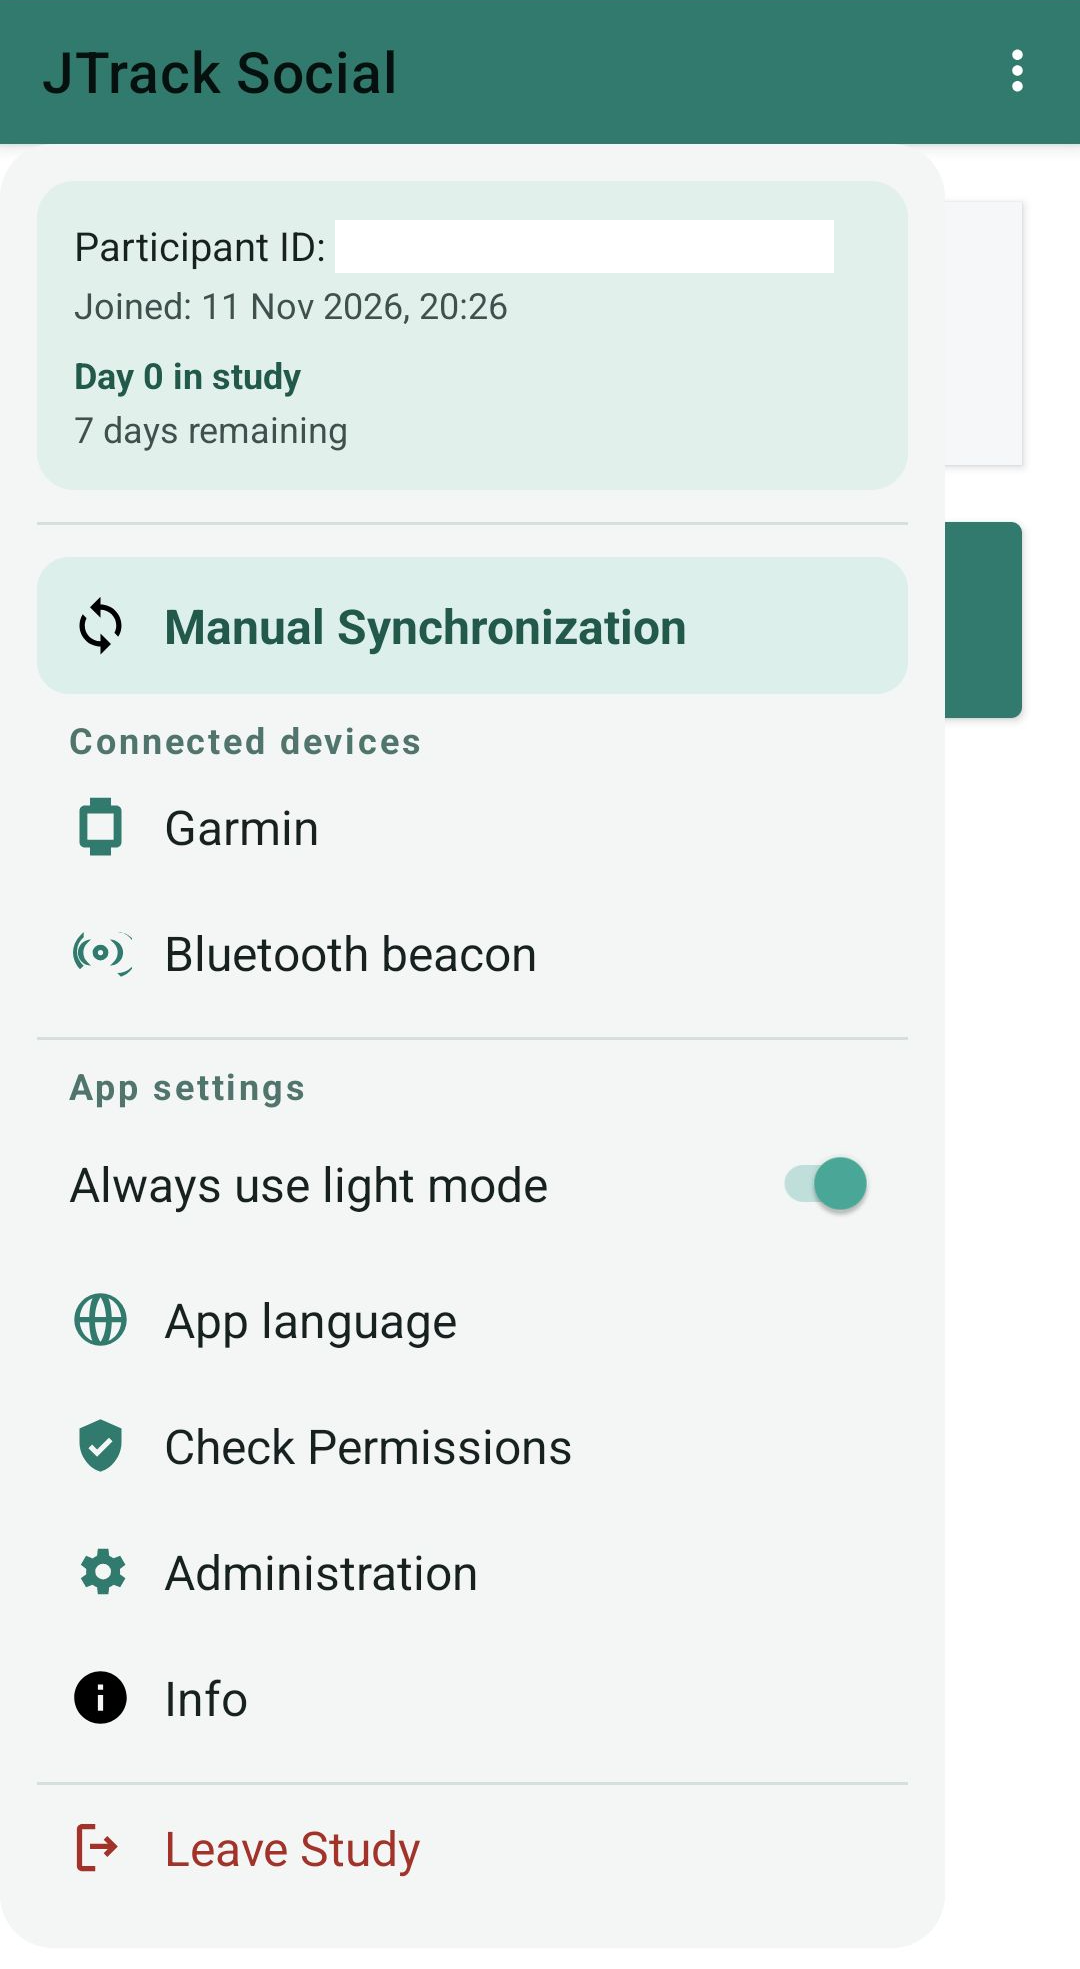 JTrack Social
Participant ID:
Joined: 11 Nov 2026, 20:26
Day 0 in study
7 days remaining
Manual Synchronization
Connected devices
Garmin
Bluetooth beacon
App settings
Always use light mode
App language
Check Permissions
Administration
Info
Leave Study